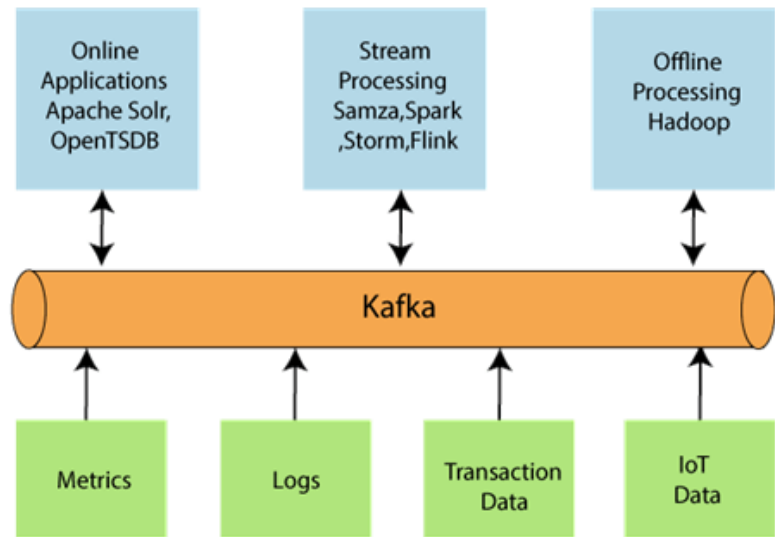 Online
Applications
Apache Solr,
OpenTSDB
Stream
Processing
Samza,Spark
,Storm,Flink
Offline
Processing
Hadoop
Kafka
Metrics
Logs
Transaction
Data
IoT
Data